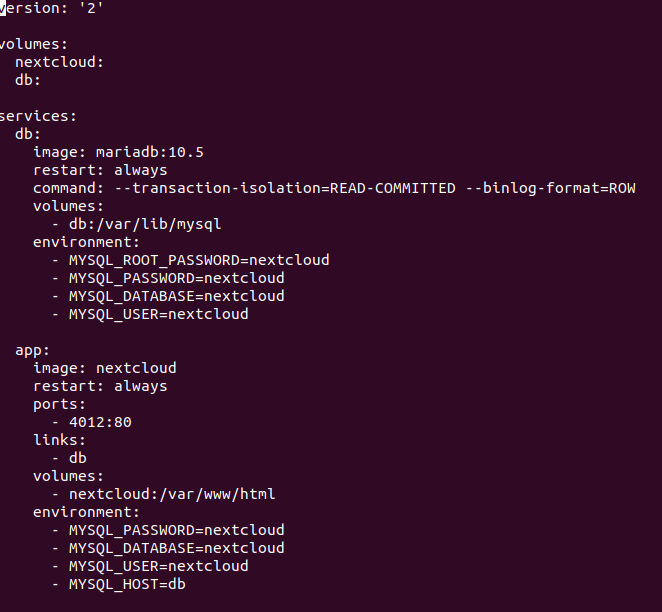 version: '2'
volumes:
  nextcloud:
  db:
services:
  db:
    image: mariadb:10.5
    restart: always
    command: --transaction-isolation=READ-COMMITTED --binlog-format=ROW
    volumes:
      - db:/var/lib/mysql
    environment:
      - MYSQL_ROOT_PASSWORD=nextcloud
      - MYSQL_PASSWORD=nextcloud
      - MYSQL_DATABASE=nextcloud
      - MYSQL_USER=nextcloud
  app:
    image: nextcloud
    restart: always
    ports:
      - 4012:80
    links:
      - db
    volumes:
      - nextcloud:/var/www/html
    environment:
      - MYSQL_PASSWORD=nextcloud
      - MYSQL_DATABASE=nextcloud
      - MYSQL_USER=nextcloud
      - MYSQL_HOST=db